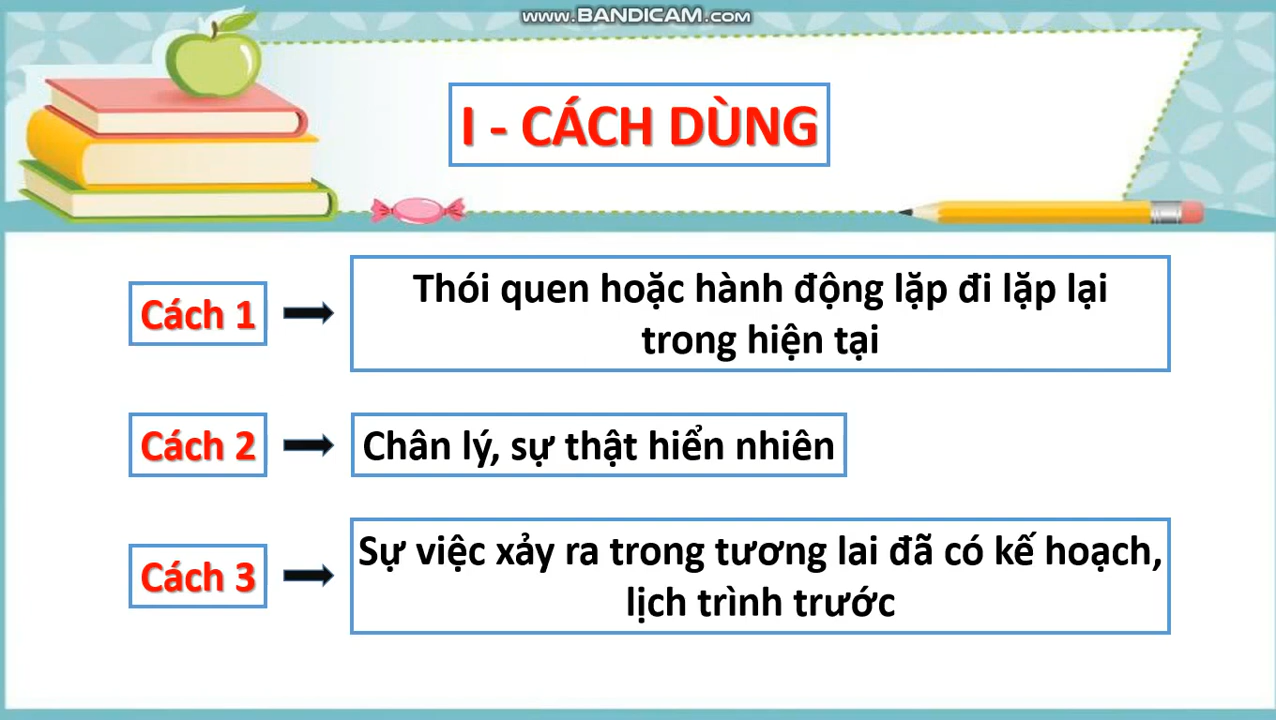 www.BANDICAM.com
I - CÁCH DÙNG
Cách 1
Thói quen hoặc hành động lặp đi lặp lại
trong hiện tại
Cách 2
Chân lý, sự thật hiển nhiên
Cách 3
Sự việc xảy ra trong tương lai đã có kế hoạch,
lịch trình trước